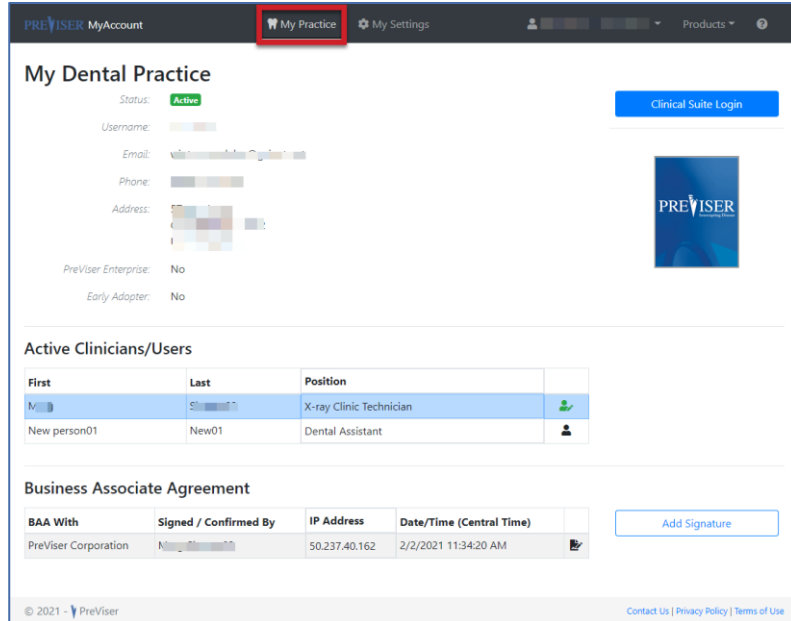 PREVISER MyAccount My Practice My Settings Products
My Dental Practice
Status: Active
Clinical Suite Login
Username:
Email:
Phone:
Address:
PREVISER
PreViser Enterprise: No
Early Adopter: No
Active Clinicians/Users
First Last Position
X-ray Clinic Technician
New person01 New01 Dental Assistant
Business Associate Agreement
BAA With Signed / Confirmed By IP Address Date/Time (Central Time)
Add Signature
PreViser Corporation 50.237.40.162 2/2/2021 11:34:20 AM
© 2021 - PreViser Contact Us | Privacy Policy | Terms of Use